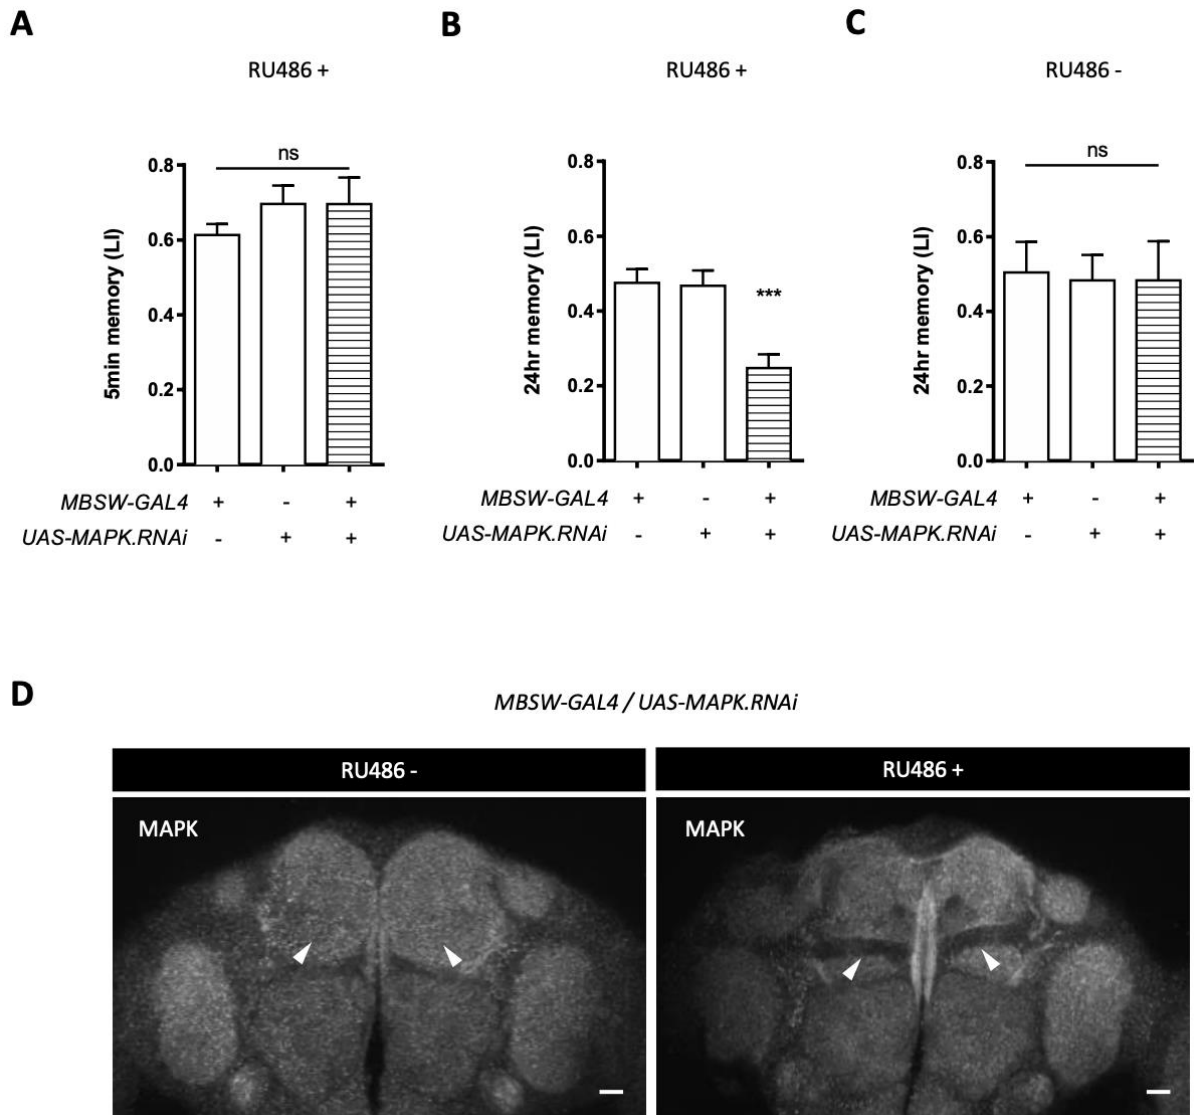 A
RU486 +
ns
0.8
0.6
0.4
0.2
0.0
5min memory (LI)
MBSW-GAL4 + - +
UAS-MAPK.RNAi - + +
B
RU486 +
0.8
0.6
0.4
0.2
0.0
24hr memory (LI)
***
MBSW-GAL4 + - +
UAS-MAPK.RNAi - + +
C
RU486 -
ns
0.8
0.6
0.4
0.2
0.0
24hr memory (LI)
MBSW-GAL4 + - +
UAS-MAPK.RNAi - + +
D
MBSW-GAL4 / UAS-MAPK.RNAi
RU486 -
MAPK
RU486 +
MAPK